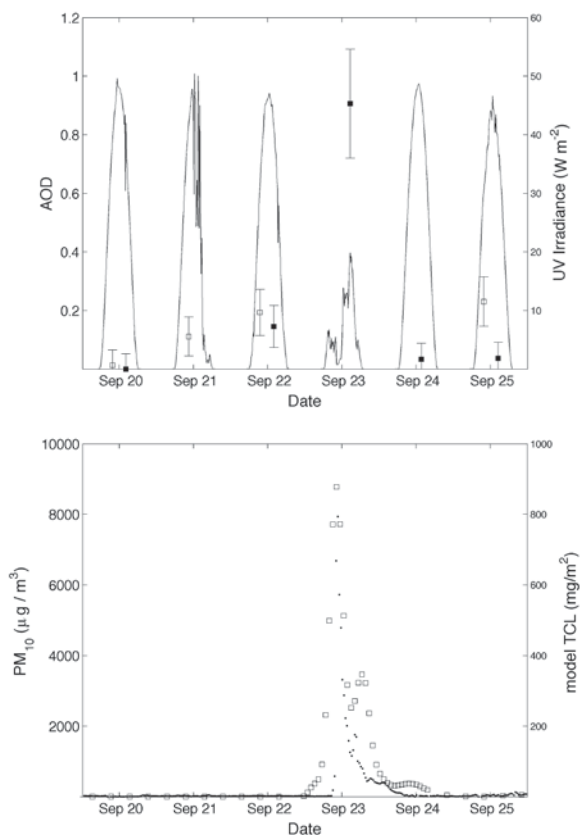 1.2
1
0.8
0.6
0.4
0.2
AOD
60
50
40
30
20
10
UV Irradiance (W m-2)
Sep 20 Sep 21 Sep 22 Sep 23 Sep 24 Sep 25
Date
10000
8000
6000
4000
2000
PM10 (μ g / m3)
1000
800
600
400
200
model TCL (mg/m2)
Sep 20 Sep 21 Sep 22 Sep 23 Sep 24 Sep 25
Date